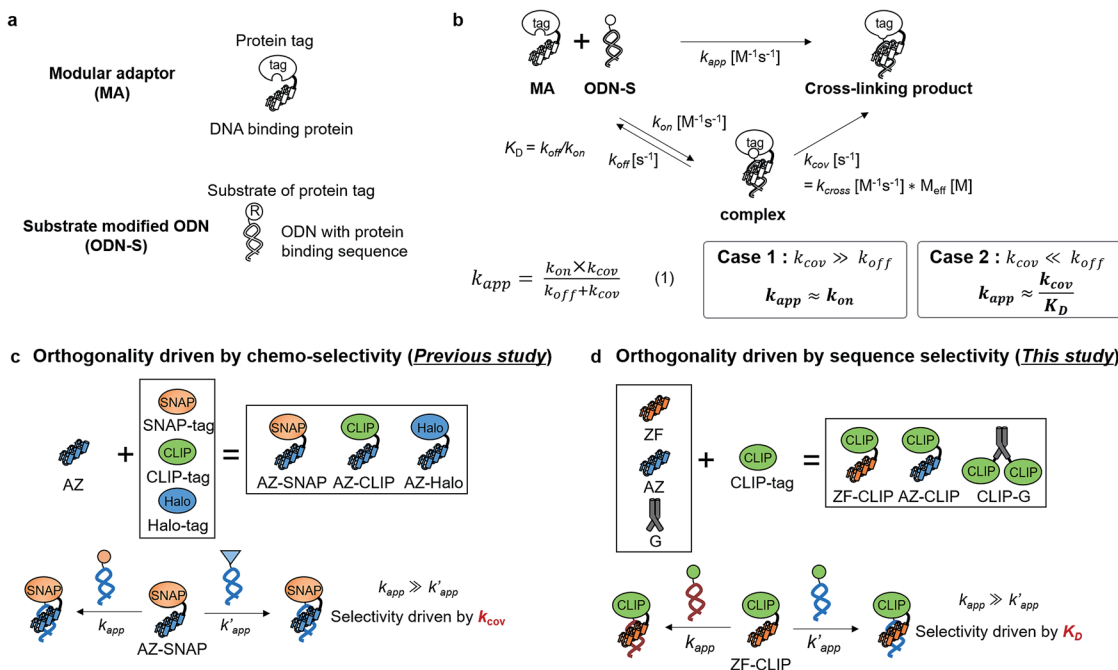 a
Protein tag
tag
Modular adaptor
(MA)
DNA binding protein
Substrate of protein tag
R
Substrate modified ODN
(ODN-S)
ODN with protein
binding sequence
b
tag
+
MA
ODN-S
k_app [M⁻¹s⁻¹]
tag
Cross-linking product
K_D = k_off/k_on
k_on [M⁻¹s⁻¹]
k_off [s⁻¹]
tag
complex
k_cov [s⁻¹]
= k_cross [M⁻¹s⁻¹] * M_eff [M]
k_app = (k_on × k_cov)/(k_off + k_cov) (1)
Case 1 : k_cov ≫ k_off
k_app ≈ k_on
Case 2 : k_cov ≪ k_off
k_app ≈ k_cov/K_D
c Orthogonality driven by chemo-selectivity (Previous study)
AZ
+
SNAP
SNAP-tag
CLIP
CLIP-tag
Halo
Halo-tag
=
SNAP
AZ-SNAP
CLIP
AZ-CLIP
Halo
AZ-Halo
SNAP
k_app
SNAP
AZ-SNAP
k'_app
SNAP
k_app ≫ k'_app
Selectivity driven by k_cov
d Orthogonality driven by sequence selectivity (This study)
ZF
AZ
G
+
CLIP
CLIP-tag
=
CLIP
ZF-CLIP
CLIP
AZ-CLIP
CLIP
CLIP
CLIP-G
CLIP
k_app
CLIP
ZF-CLIP
k'_app
CLIP
k_app ≫ k'_app
Selectivity driven by K_D